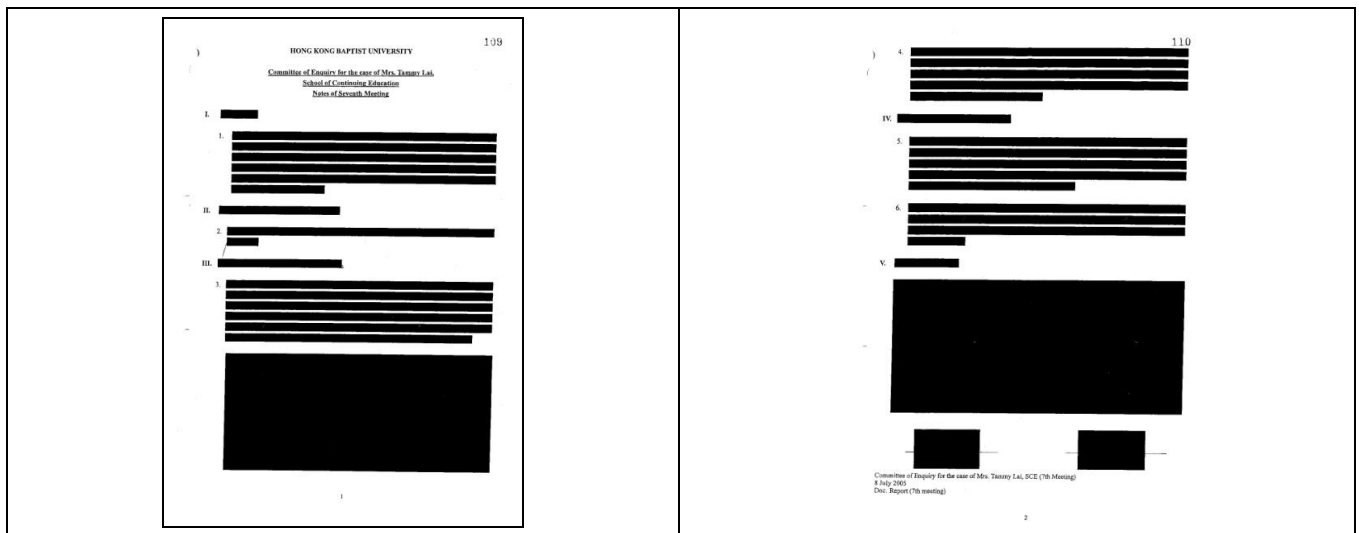 109
HONG KONG BAPTIST UNIVERSITY
Committee of Enquiry for the case of Mrs. Tammy Lai,
School of Continuing Education
Notes of Seventh Meeting
I.
1.
II.
2.
III.
3.
1
110
4.
IV.
5.
6.
V.
Committee of Enquiry for the case of Mrs. Tammy Lai, SCE (7th Meeting)
8 July 2005
Doc. Report (7th meeting)
2